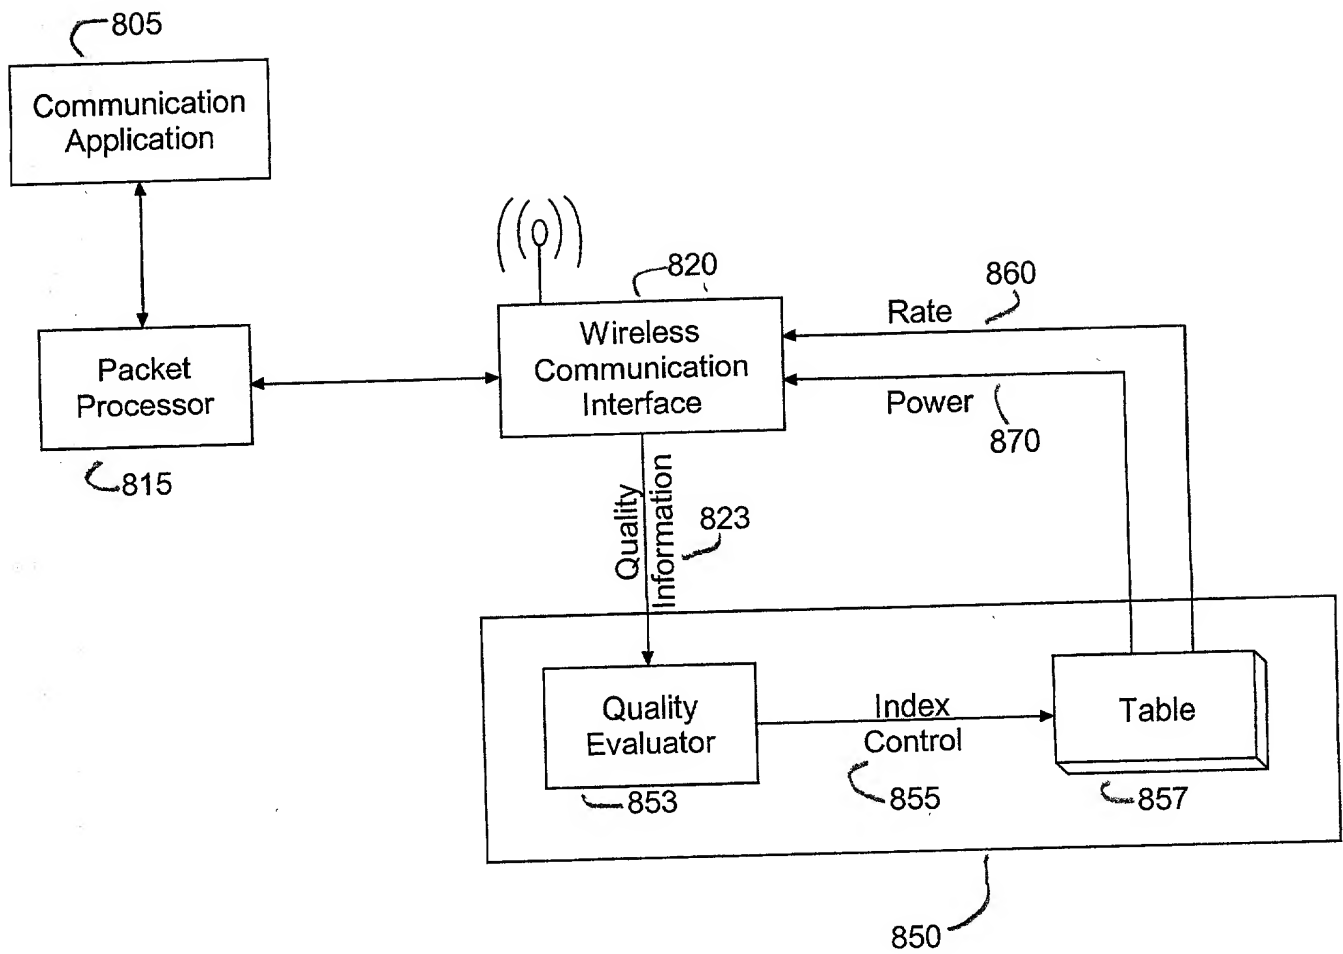 805
Communication
Application
820
860
Wireless
Communication
Interface
Rate
Packet
Processor
Power
870
815
Quality
Information
823
Quality
Evaluator
Index
Control
Table
853
855
857
850